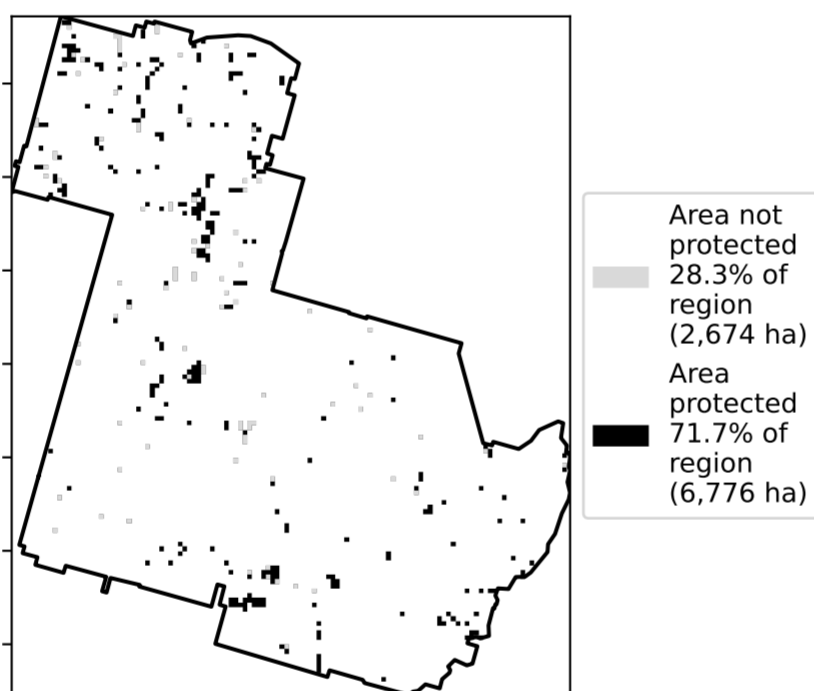 Area not
protected
28.3% of
region
(2,674 ha)
Area
protected
71.7% of
region
(6,776 ha)